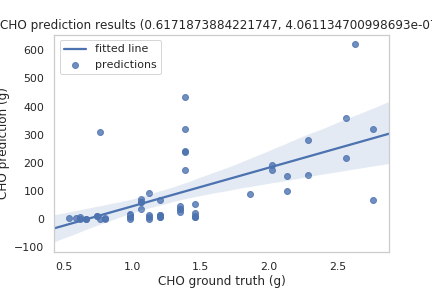 CHO prediction results (0.6171873884221747, 4.061134700998693e-07
fitted line
predictions
CHO prediction (g)
600
500
400
300
200
100
0
−100
0.5 1.0 1.5 2.0 2.5
CHO ground truth (g)